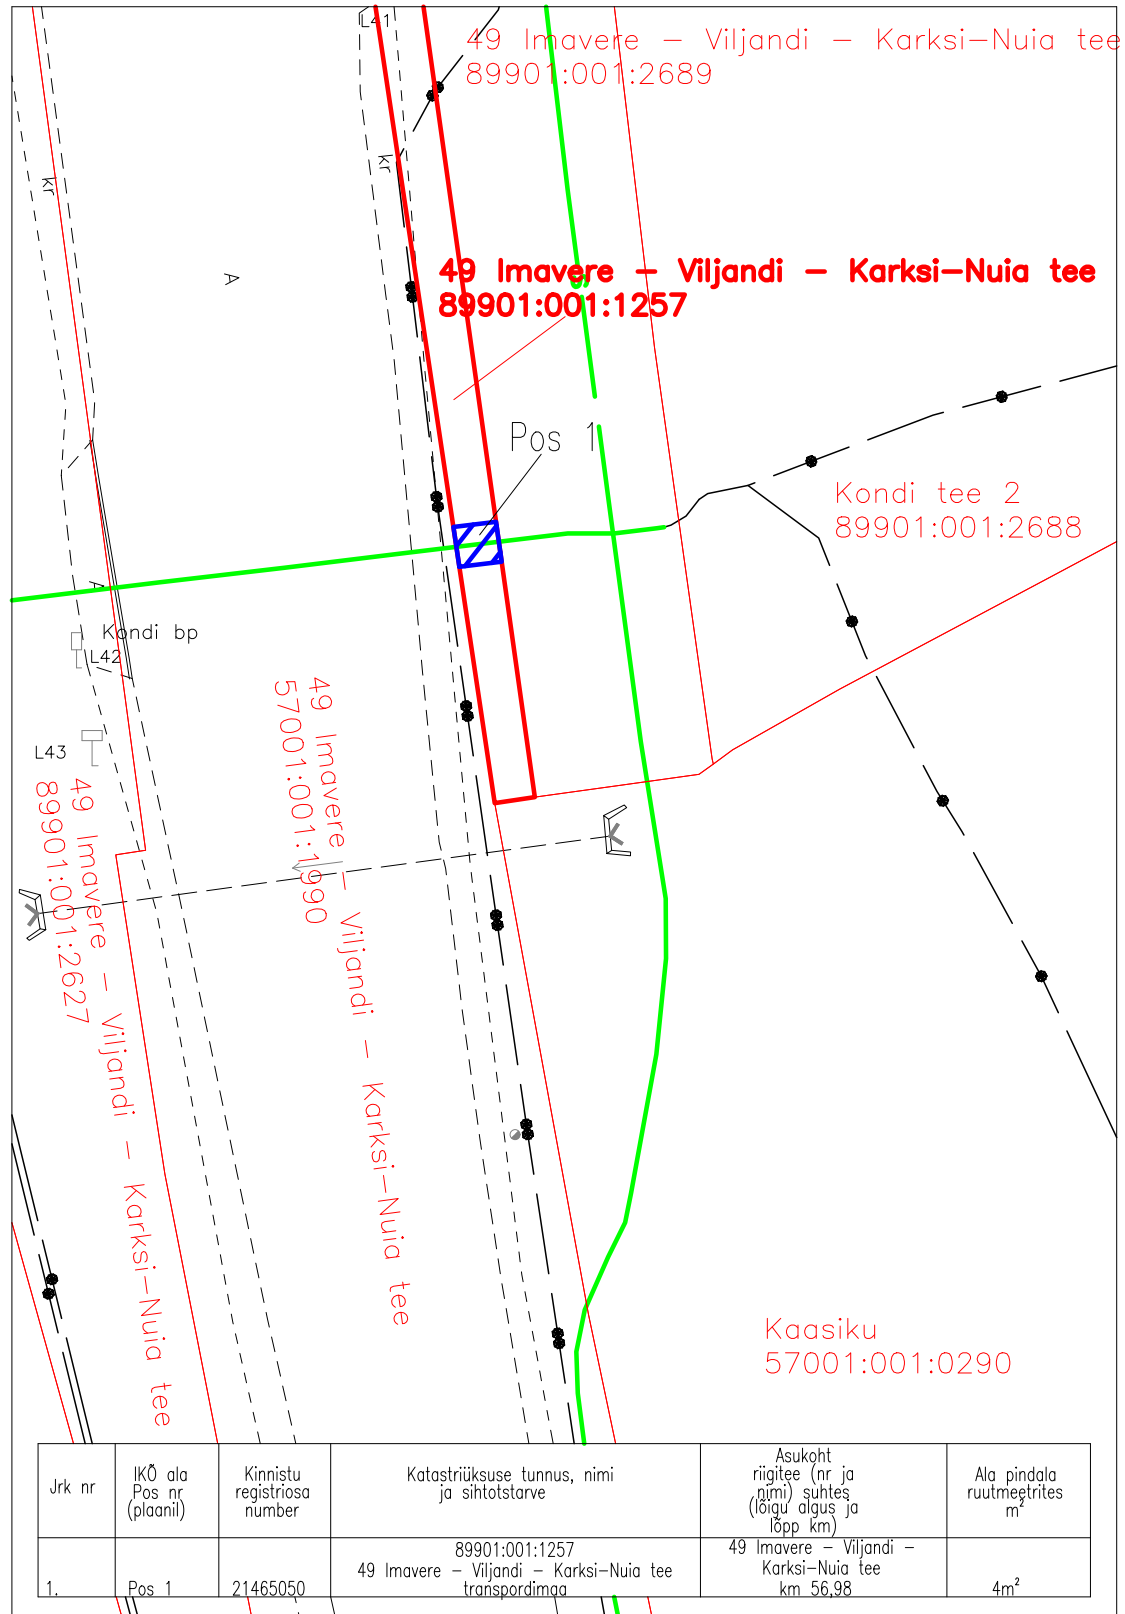 L41
49 Imavere – Viljandi – Karksi–Nuia tee
89901:001:2689
kr
kr
A
49 Imavere – Viljandi – Karksi–Nuia tee
89901:001:1257
Pos 1
Kondi tee 2
89901:001:2688
A
Kondi bp
L42
L43
49 Imavere – Viljandi – Karksi–Nuia tee
57001:001:1990
49 Imavere – Viljandi – Karksi–Nuia tee
89901:001:2627
Kaasiku
57001:001:0290
Jrk nr
IKÕ ala
Pos nr
(plaanil)
Kinnistu
registriosa
number
Katastriüksuse tunnus, nimi
ja sihtotstarve
Asukoht
riigitee (nr ja
nimi) suhtes
(lõigu algus ja
lõpp km)
Ala pindala
ruutmeetrites
m²
1.
Pos 1
21465050
89901:001:1257
49 Imavere – Viljandi – Karksi–Nuia tee
transpordimaa
49 Imavere – Viljandi –
Karksi–Nuia tee
km 56,98
4m²